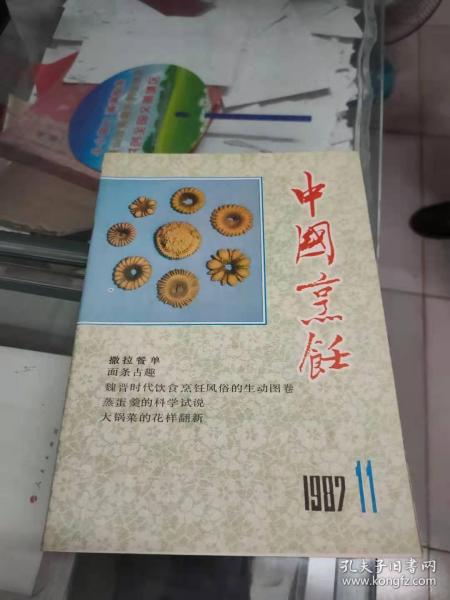 中國烹飪
撒拉餐单
面条古趣
魏晋时代饮食烹饪风俗的生动图卷
蒸蛋羹的科学试说
大锅菜的花样翻新
1987 11
孔夫子旧书网
www.kongfz.com